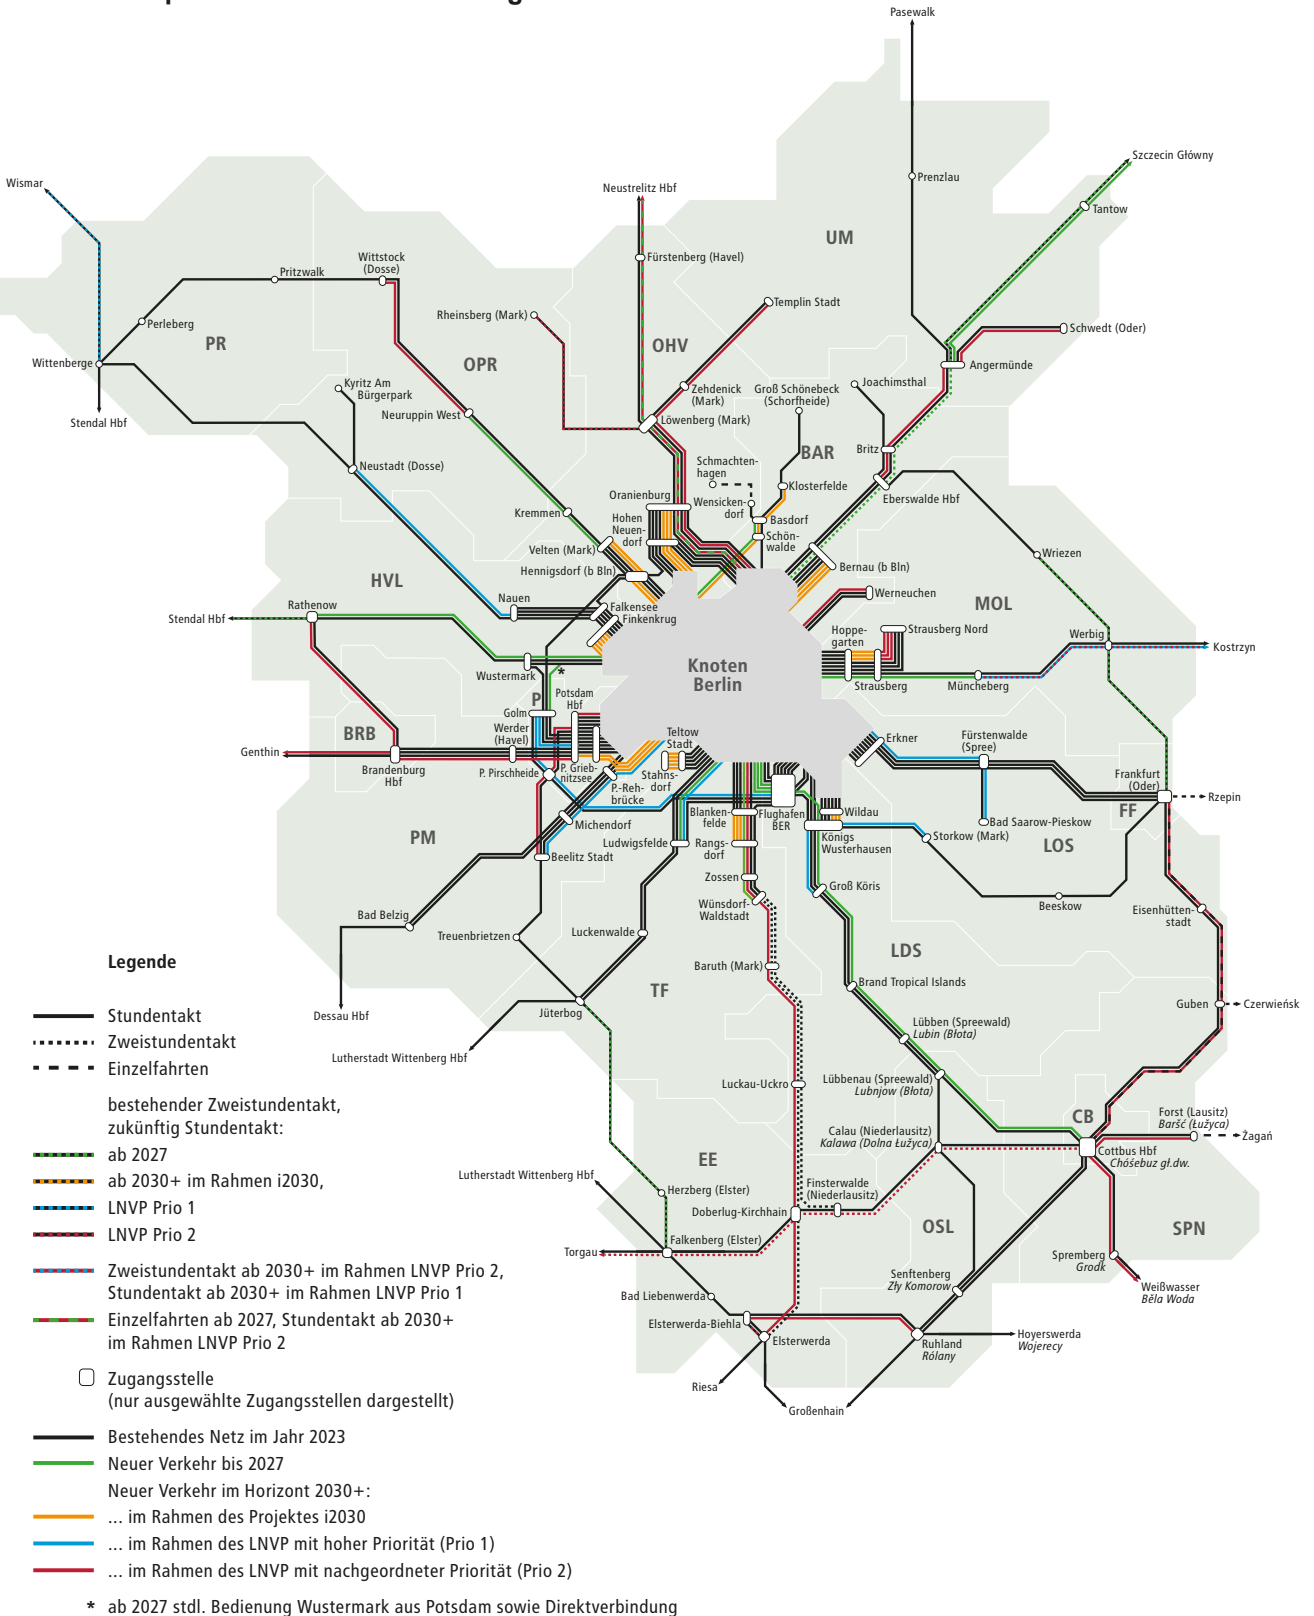 Pasewalk
Szczecin Główny
Wismar
Neustrelitz Hbf
Prenzlau
Tantow
UM
Wittstock
(Dosse)
Pritzwalk
Fürstenberg (Havel)
Templin Stadt
Rheinsberg (Mark)
Perleberg
PR
OHV
Schwedt (Oder)
OPR
Wittenberge
Angermünde
Kyritz Am
Bürgerpark
Zehdenick
(Mark)
Groß Schönebeck
(Schorfheide)
Joachimsthal
Stendal Hbf
Neuruppin West
Löwenberg (Mark)
BAR
Britz
Neustadt (Dosse)
Schmachten-
hagen
Klosterfelde
Eberswalde Hbf
Oranienburg
Wensicken-
dorf
Kremmen
Hohen
Neuen-
dorf
Basdorf
Schön-
walde
Velten (Mark)
Wriezen
Hennigsdorf (b Bln)
Bernau (b Bln)
HVL
Werneuchen
Nauen
Falkensee
Finkenkrug
MOL
Rathenow
Stendal Hbf
Hoppe-
garten
Strausberg Nord
Werbig
Kostrzyn
Knoten
Berlin
Wustermark
*
Strausberg
Müncheberg
P
Potsdam
Hbf
Golm
BRB
Werder
(Havel)
Teltow
Stadt
Erkner
Fürstenwalde
(Spree)
Genthin
Brandenburg
Hbf
P. Pirschheide
P. Grieb-
nitzsee
Stahns-
dorf
P.-Reh-
brücke
Frankfurt
(Oder)
Rzepin
FF
Michendorf
Blanken-
felde
Flughafen
BER
Wildau
Bad Saarow-Pieskow
PM
Ludwigsfelde
Rangs-
dorf
Königs
Wusterhausen
Storkow (Mark)
LOS
Beelitz Stadt
Zossen
Groß Köris
Beeskow
Wünsdorf-
Waldstadt
Eisenhütten-
stadt
Bad Belzig
Treuenbrietzen
Luckenwalde
LDS
Baruth (Mark)
TF
Brand Tropical Islands
Dessau Hbf
Jüterbog
Guben
Czerwieńsk
Lübben (Spreewald)
Lubin (Błota)
Lutherstadt Wittenberg Hbf
Luckau-Uckro
Lübbenau (Spreewald)
Lubnjow (Błota)
CB
Forst (Lausitz)
Baršć (Łužyca)
Żagań
Calau (Niederlausitz)
Kalawa (Dolna Łužyca)
Cottbus Hbf
Chóśebuz gł.dw.
EE
Lutherstadt Wittenberg Hbf
Herzberg (Elster)
Finsterwalde
(Niederlausitz)
Doberlug-Kirchhain
OSL
SPN
Torgau
Falkenberg (Elster)
Spremberg
Grodk
Senftenberg
Zły Komorow
Weißwasser
Běla Woda
Bad Liebenwerda
Elsterwerda-Biehla
Elsterwerda
Ruhland
Rólany
Hoyerswerda
Wojerecy
Riesa
Großenhain
Legende
Stundentakt
Zweistundentakt
Einzelfahrten
bestehender Zweistundentakt,
zukünftig Stundentakt:
ab 2027
ab 2030+ im Rahmen i2030,
LNVP Prio 1
LNVP Prio 2
Zweistundentakt ab 2030+ im Rahmen LNVP Prio 2,
Stundentakt ab 2030+ im Rahmen LNVP Prio 1
Einzelfahrten ab 2027, Stundentakt ab 2030+
im Rahmen LNVP Prio 2
Zugangsstelle
(nur ausgewählte Zugangsstellen dargestellt)
Bestehendes Netz im Jahr 2023
Neuer Verkehr bis 2027
Neuer Verkehr im Horizont 2030+:
... im Rahmen des Projektes i2030
... im Rahmen des LNVP mit hoher Priorität (Prio 1)
... im Rahmen des LNVP mit nachgeordneter Priorität (Prio 2)
* ab 2027 stdl. Bedienung Wustermark aus Potsdam sowie Direktverbindung